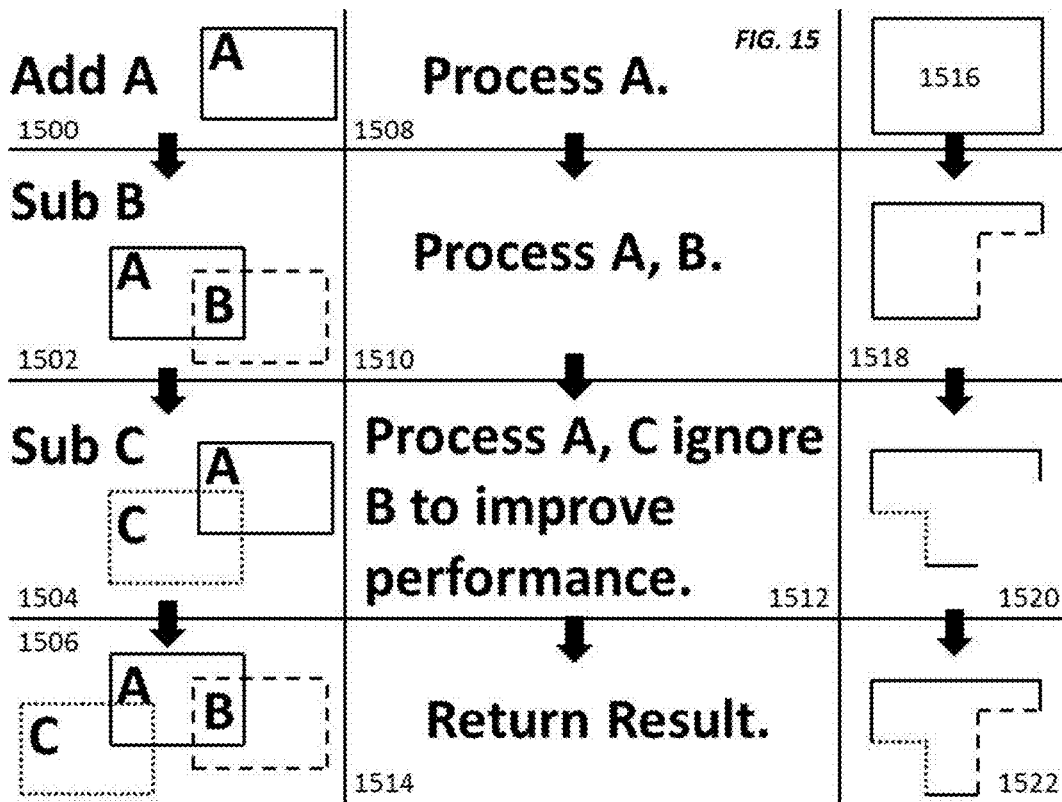 FIG. 15
Add A
A
Process A.
1516
1500
1508
Sub B
A
B
Process A, B.
1502
1510
1518
Sub C
A
C
Process A, C ignore
B to improve
performance.
1504
1512
1520
1506
A
C
B
Return Result.
1514
1522